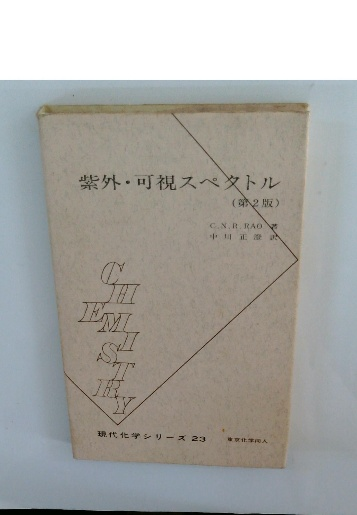 紫外・可視スペクトル
(第2版)
C.N.R.RAO 著
中川正澄 訳
CHEMISTRY
現代化学シリーズ 23
東京化学同人